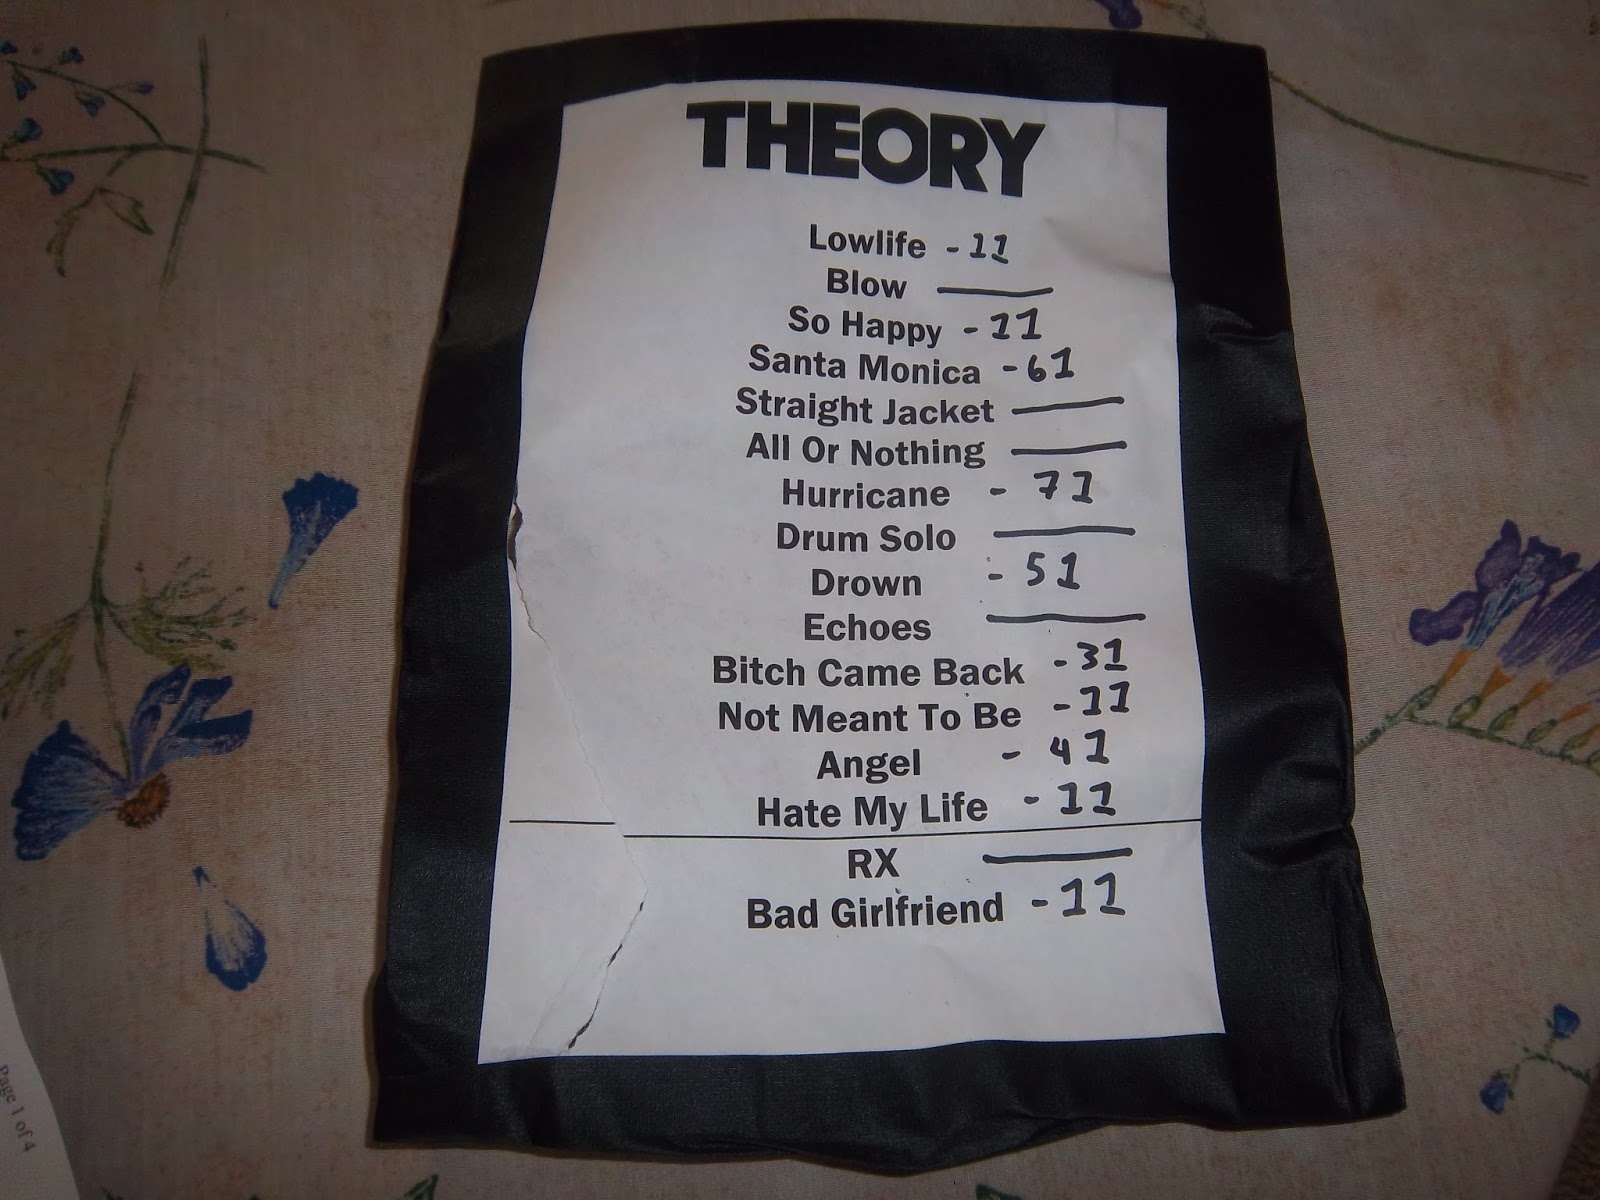 THEORY
Lowlife - 11
Blow
So Happy - 11
Santa Monica - 61
Straight Jacket
All Or Nothing
Hurricane - 71
Drum Solo
Drown - 51
Echoes
Bitch Came Back - 31
Not Meant To Be - 11
Angel - 41
Hate My Life - 11
RX
Bad Girlfriend - 11
Page 1 of 4